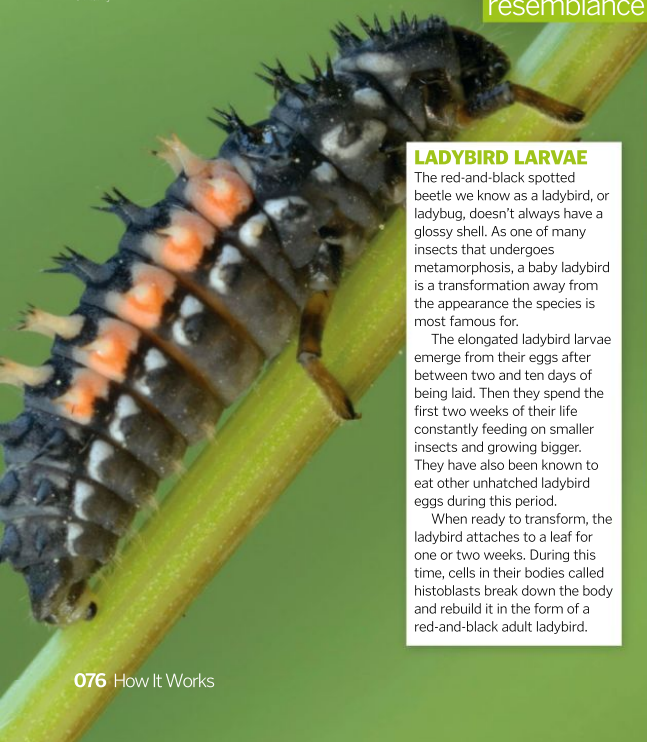 resemblance
LADYBIRD LARVAE
The red-and-black spotted
beetle we know as a ladybird, or
ladybug, doesn’t always have a
glossy shell. As one of many
insects that undergoes
metamorphosis, a baby ladybird
is a transformation away from
the appearance the species is
most famous for.
The elongated ladybird larvae
emerge from their eggs after
between two and ten days of
being laid. Then they spend the
first two weeks of their life
constantly feeding on smaller
insects and growing bigger.
They have also been known to
eat other unhatched ladybird
eggs during this period.
When ready to transform, the
ladybird attaches to a leaf for
one or two weeks. During this
time, cells in their bodies called
histoblasts break down the body
and rebuild it in the form of a
red-and-black adult ladybird.
076 How It Works